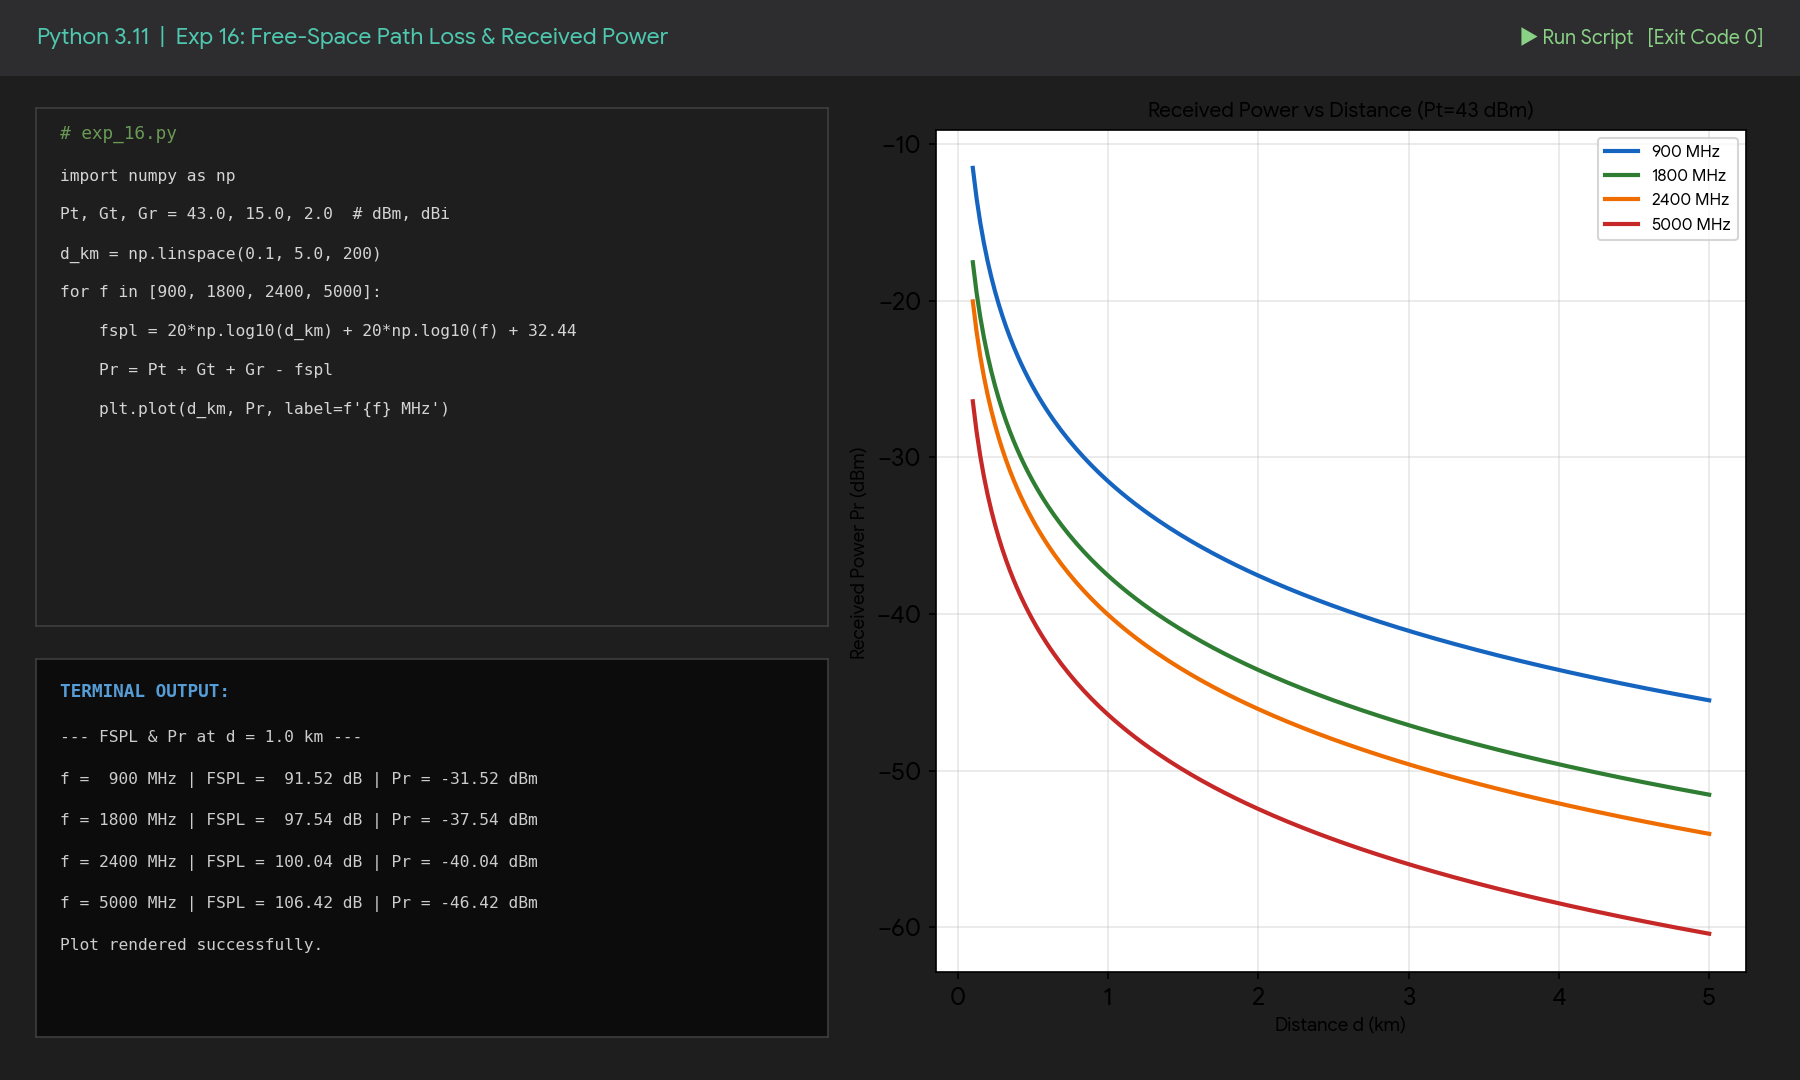 Python 3.11 | Exp 16: Free-Space Path Loss & Received Power
▶ Run Script [Exit Code 0]
# exp_16.py
import numpy as np
Pt, Gt, Gr = 43.0, 15.0, 2.0  # dBm, dBi
d_km = np.linspace(0.1, 5.0, 200)
for f in [900, 1800, 2400, 5000]:
    fspl = 20*np.log10(d_km) + 20*np.log10(f) + 32.44
    Pr = Pt + Gt + Gr - fspl
    plt.plot(d_km, Pr, label=f'{f} MHz')
TERMINAL OUTPUT:
--- FSPL & Pr at d = 1.0 km ---
f =  900 MHz | FSPL =  91.52 dB | Pr = -31.52 dBm
f = 1800 MHz | FSPL =  97.54 dB | Pr = -37.54 dBm
f = 2400 MHz | FSPL = 100.04 dB | Pr = -40.04 dBm
f = 5000 MHz | FSPL = 106.42 dB | Pr = -46.42 dBm
Plot rendered successfully.
Received Power vs Distance (Pt=43 dBm)
900 MHz
1800 MHz
2400 MHz
5000 MHz
Received Power Pr (dBm)
−10
−20
−30
−40
−50
−60
0 1 2 3 4 5
Distance d (km)